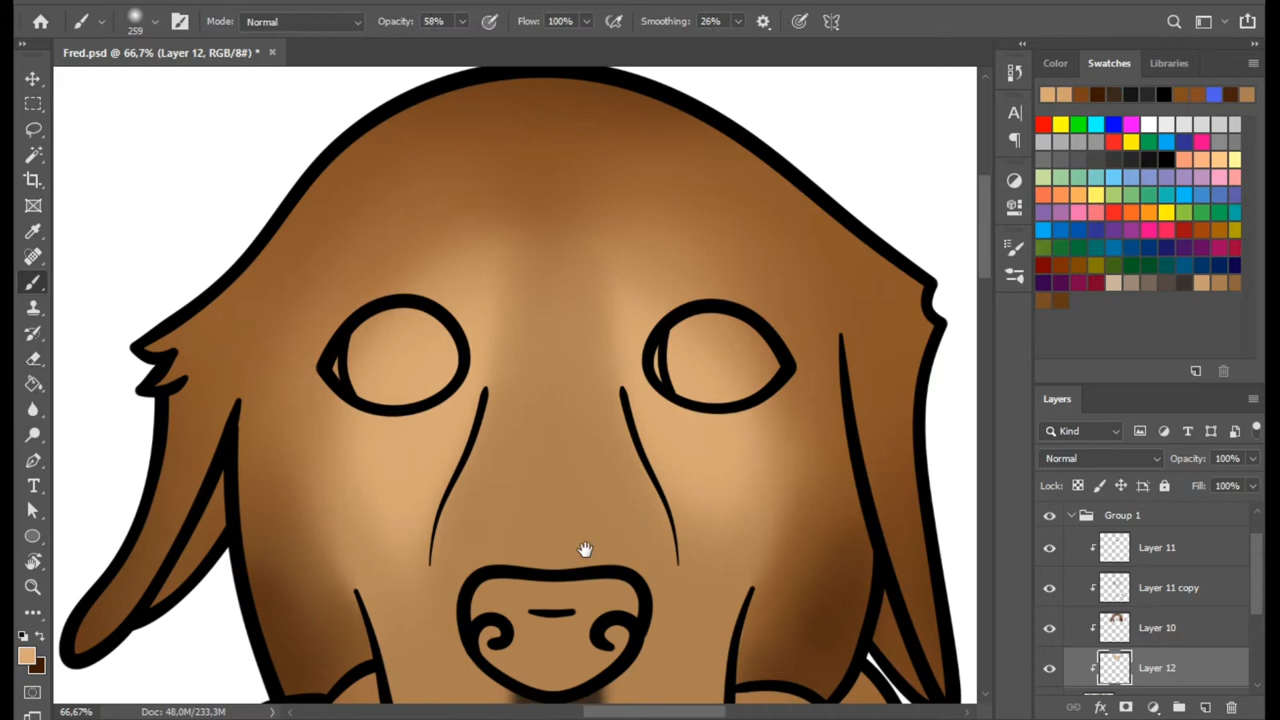 Mode: Normal Opacity: 58% Flow: 100% Smoothing: 26%
259
Fred.psd @ 66,7% (Layer 12, RGB/8#) *
Color Swatches Libraries
Layers
Kind
Normal Opacity: 100%
Lock: Fill: 100%
Group 1
Layer 11
Layer 11 copy
Layer 10
Layer 12
66,67% Doc: 48,0M/233,3M